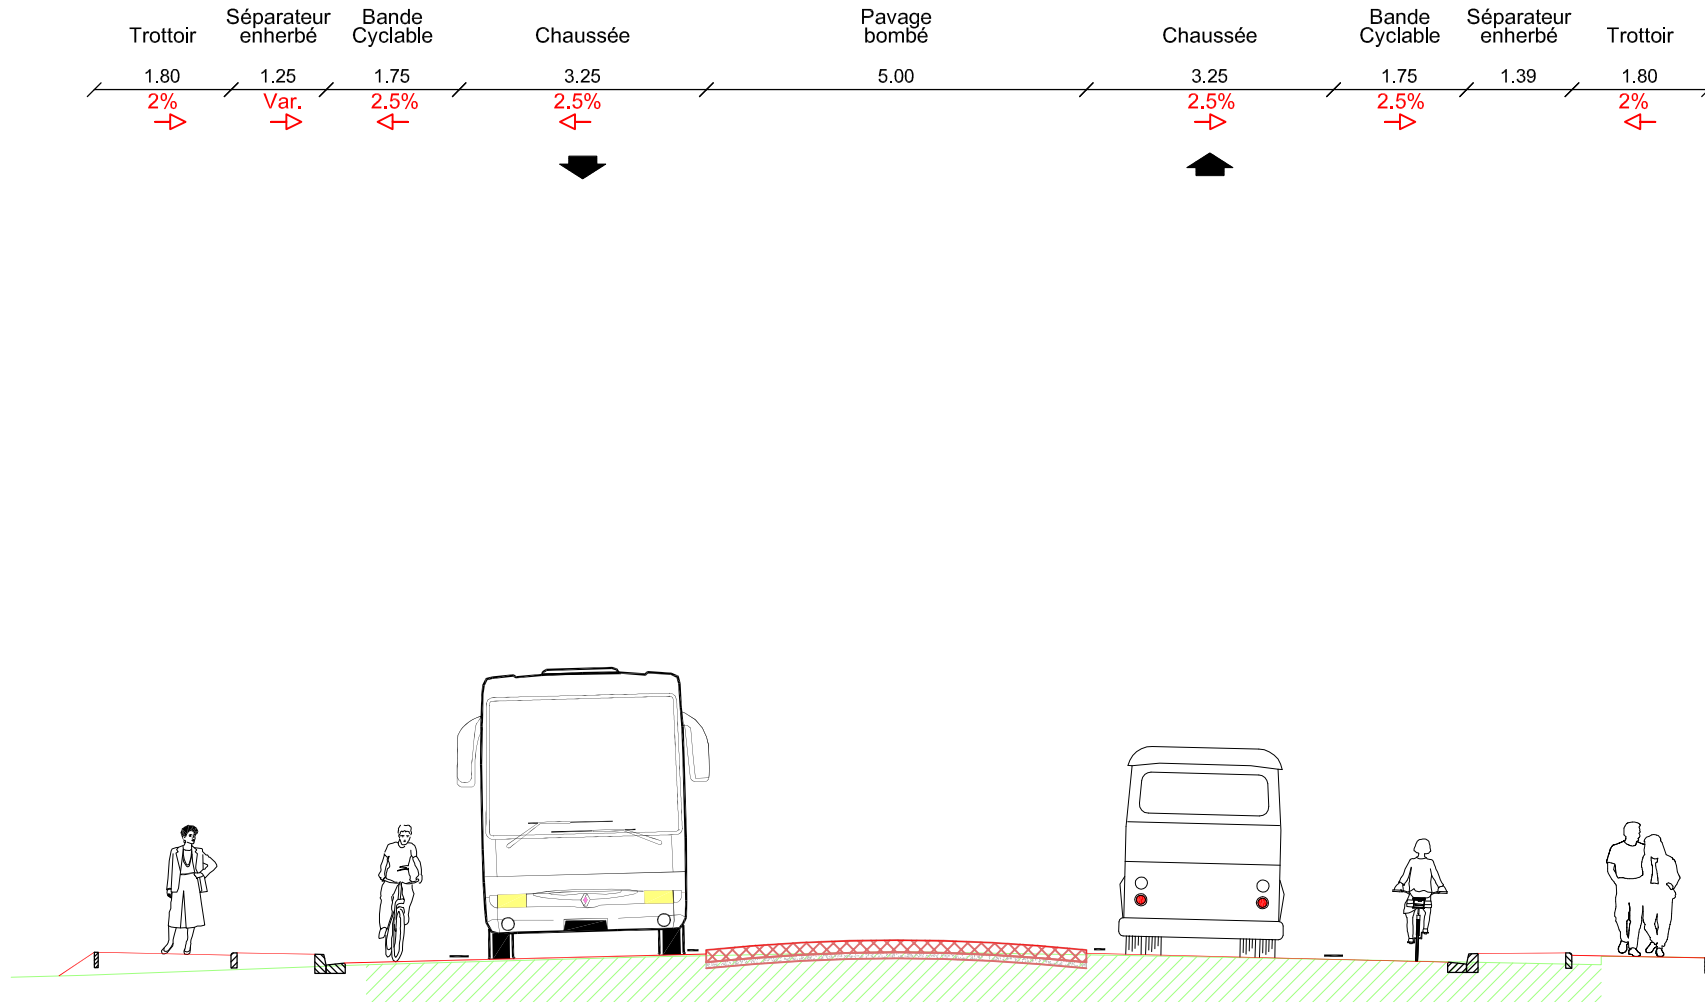 Trottoir Séparateur enherbé Bande Cyclable Chaussée Pavage bombé Chaussée Bande Cyclable Séparateur enherbé Trottoir
1.80 1.25 1.75 3.25 5.00 3.25 1.75 1.39 1.80
2% Var. 2.5% 2.5% 2.5% 2.5% 2%